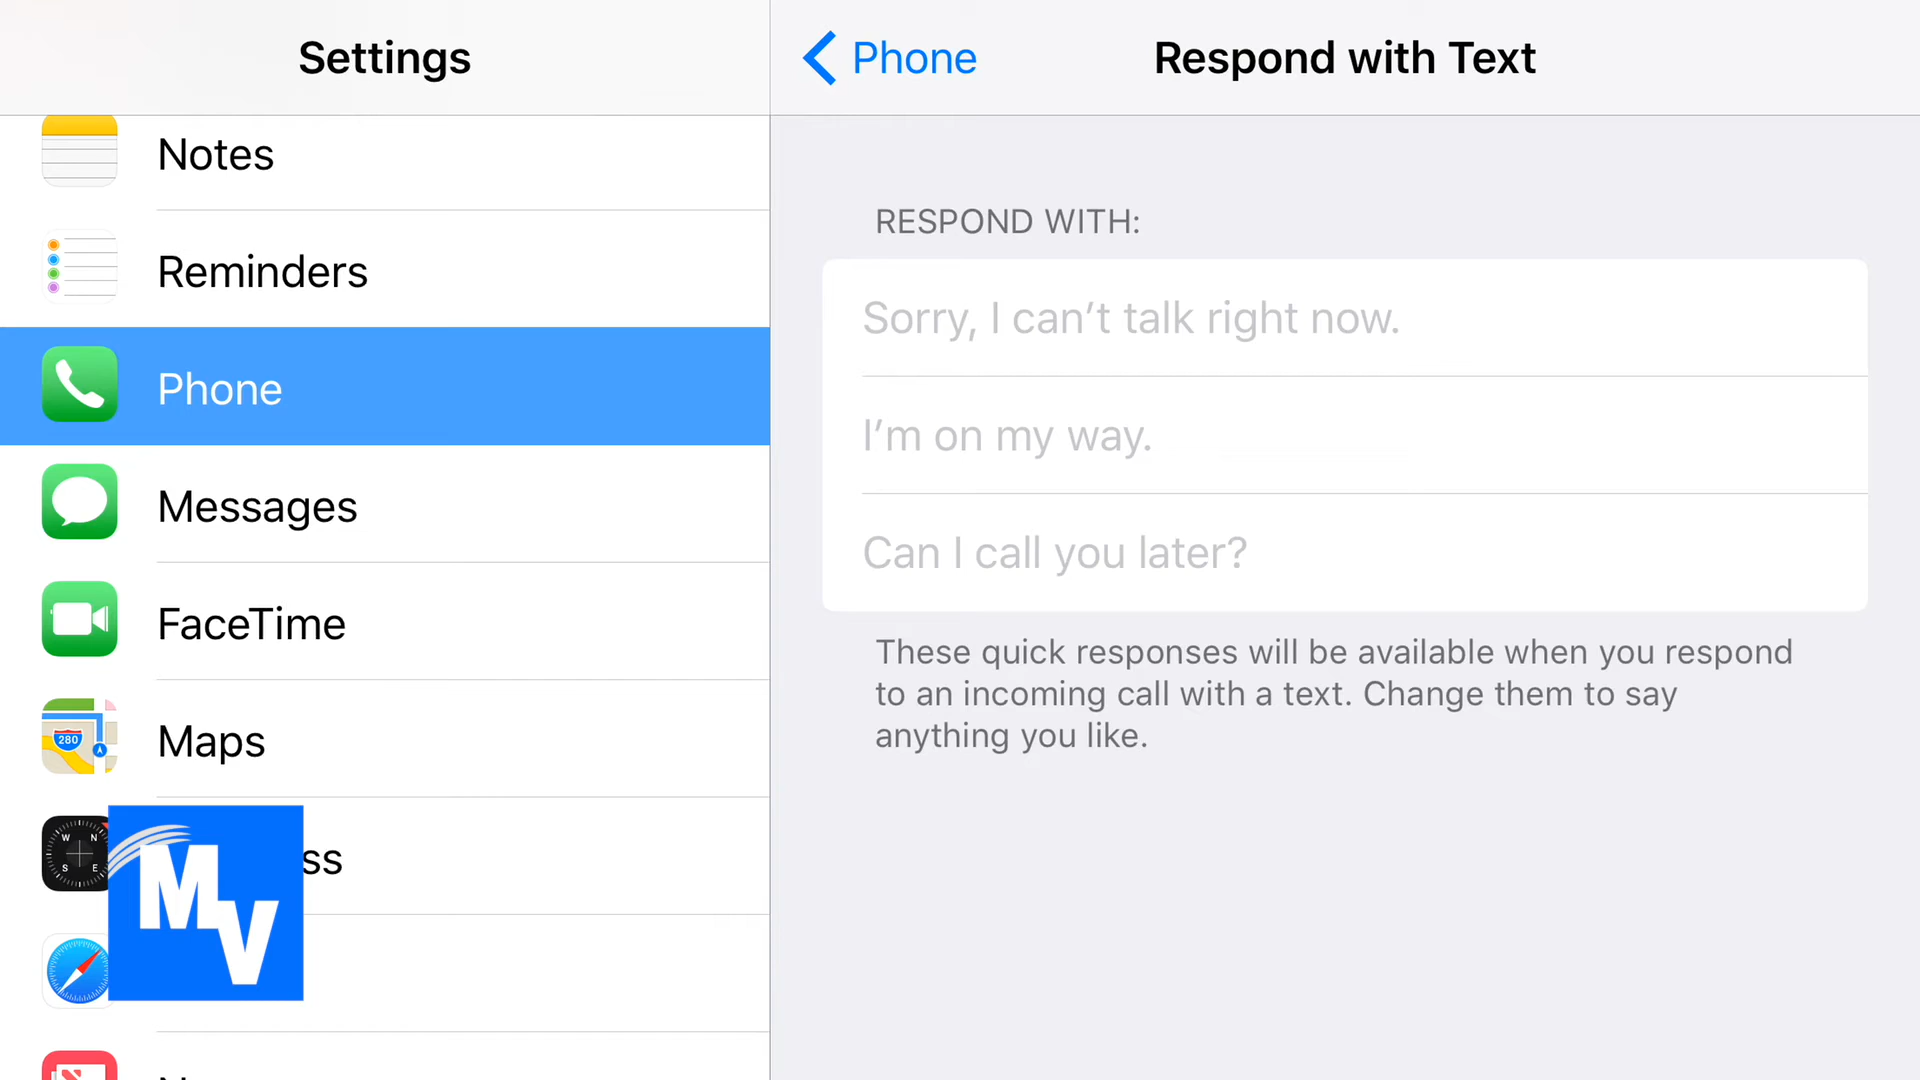 Settings
Notes
Reminders
Phone
Messages
FaceTime
Maps
280
W N
S E
ss
MV
Phone
Respond with Text
RESPOND WITH:
Sorry, I can’t talk right now.
I’m on my way.
Can I call you later?
These quick responses will be available when you respond
to an incoming call with a text. Change them to say
anything you like.